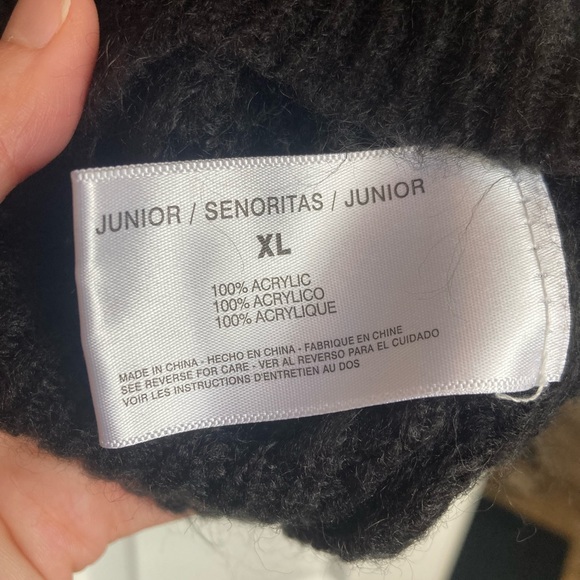 JUNIOR / SENORITAS / JUNIOR
XL
100% ACRYLIC
100% ACRYLICO
100% ACRYLIQUE
MADE IN CHINA - HECHO EN CHINA - FABRIQUE EN CHINE
SEE REVERSE FOR CARE - VER AL REVERSO PARA EL CUIDADO
VOIR LES INSTRUCTIONS D'ENTRETIEN AU DOS